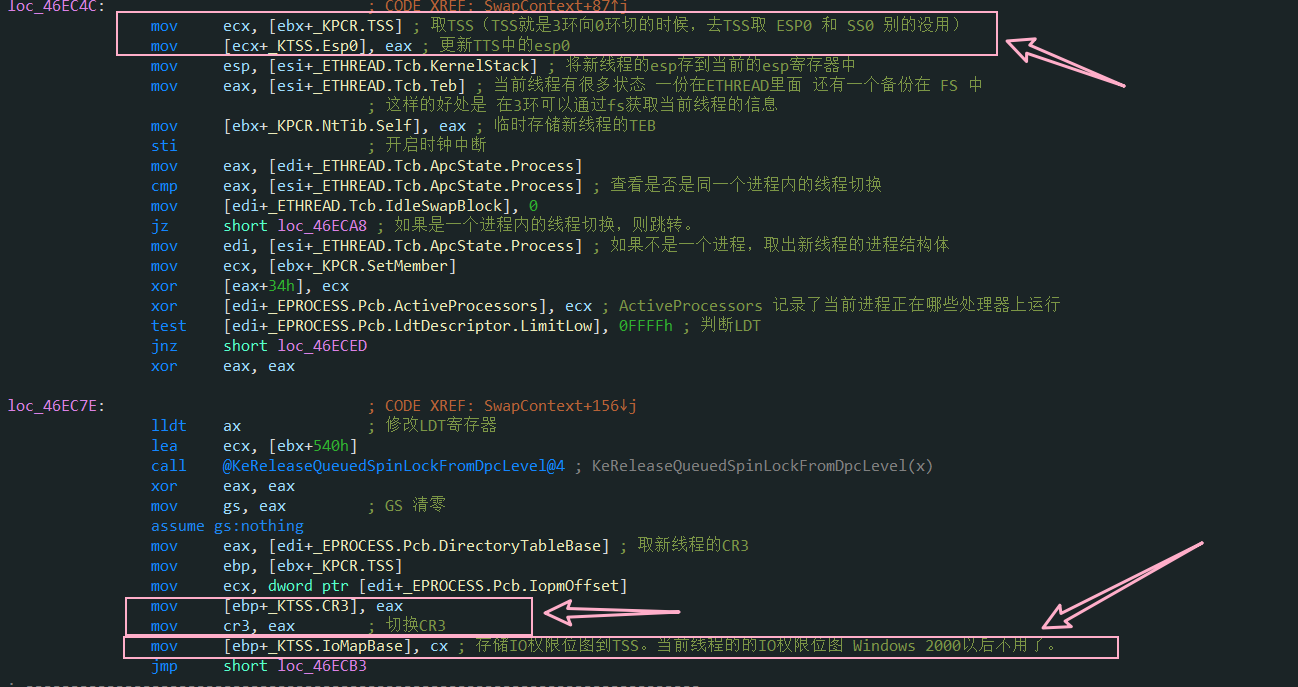 loc_46EC4C: ; CODE XREF: SwapContext+87↑j
mov ecx, [ebx+_KPCR.TSS] ; 取TSS（TSS就是3环向0环切的时候，去TSS取 ESP0 和 SS0 别的没用）
mov [ecx+_KTSS.Esp0], eax ; 更新TTS中的esp0
mov esp, [esi+_ETHREAD.Tcb.KernelStack] ; 将新线程的esp存到当前的esp寄存器中
mov eax, [esi+_ETHREAD.Tcb.Teb] ; 当前线程有很多状态 一份在ETHREAD里面 还有一个备份在 FS 中
; 这样的好处是 在3环可以通过fs获取当前线程的信息
mov [ebx+_KPCR.NtTib.Self], eax ; 临时存储新线程的TEB
sti ; 开启时钟中断
mov eax, [edi+_ETHREAD.Tcb.ApcState.Process]
cmp eax, [esi+_ETHREAD.Tcb.ApcState.Process] ; 查看是否是同一个进程内的线程切换
mov [edi+_ETHREAD.Tcb.IdleSwapBlock], 0
jz short loc_46ECA8 ; 如果是一个进程内的线程切换，则跳转。
mov edi, [esi+_ETHREAD.Tcb.ApcState.Process] ; 如果不是一个进程，取出新线程的进程结构体
mov ecx, [ebx+_KPCR.SetMember]
xor [eax+34h], ecx
xor [edi+_EPROCESS.Pcb.ActiveProcessors], ecx ; ActiveProcessors 记录了当前进程正在哪些处理器上运行
test [edi+_EPROCESS.Pcb.LdtDescriptor.LimitLow], 0FFFFh ; 判断LDT
jnz short loc_46ECED
xor eax, eax
loc_46EC7E: ; CODE XREF: SwapContext+156↓j
lldt ax ; 修改LDT寄存器
lea ecx, [ebx+540h]
call @KeReleaseQueuedSpinLockFromDpcLevel@4 ; KeReleaseQueuedSpinLockFromDpcLevel(x)
xor eax, eax
mov gs, eax ; GS 清零
assume gs:nothing
mov eax, [edi+_EPROCESS.Pcb.DirectoryTableBase] ; 取新线程的CR3
mov ebp, [ebx+_KPCR.TSS]
mov ecx, dword ptr [edi+_EPROCESS.Pcb.IopmOffset]
mov [ebp+_KTSS.CR3], eax
mov cr3, eax ; 切换CR3
mov [ebp+_KTSS.IoMapBase], cx ; 存储IO权限位图到TSS。当前线程的的IO权限位图 Windows 2000以后不用了。
jmp short loc_46ECB3